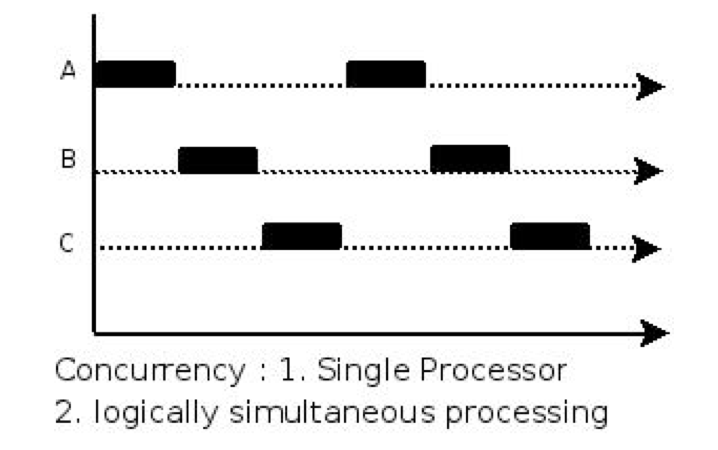 A
B
C
Concurrency : 1. Single Processor
2. logically simultaneous processing